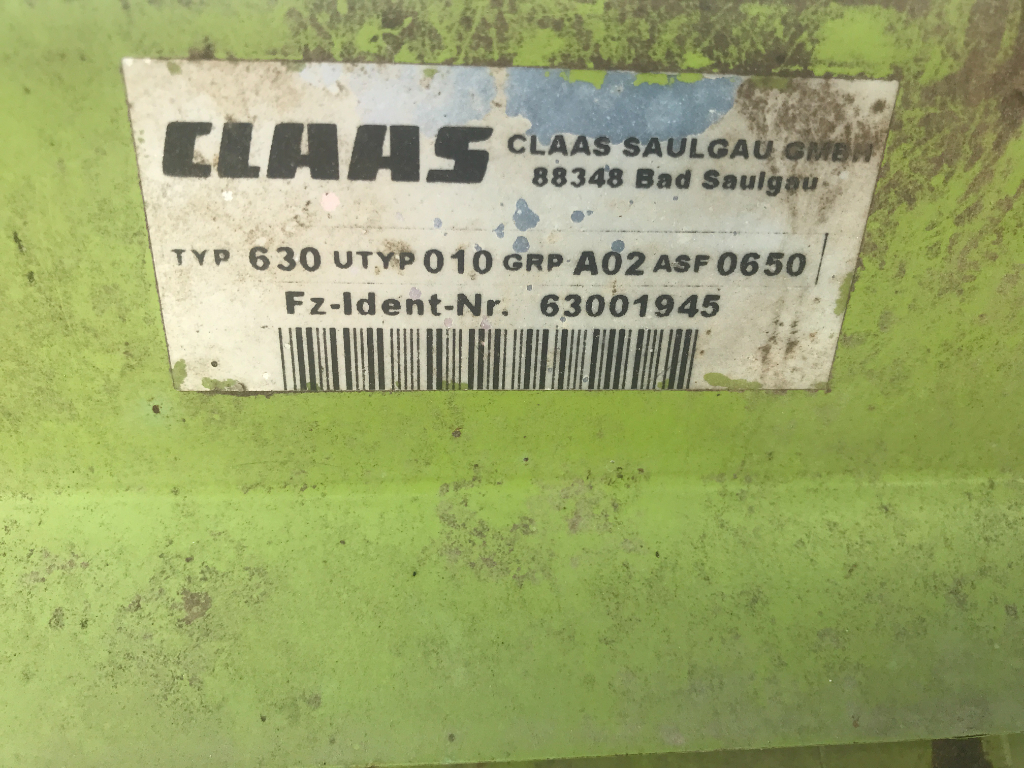 CLAAS CLAAS SAULGAU GMBH
88348 Bad Saulgau
TYP 630 UTYP 010 GRP A02 ASF 0650
Fz-Ident-Nr. 63001945